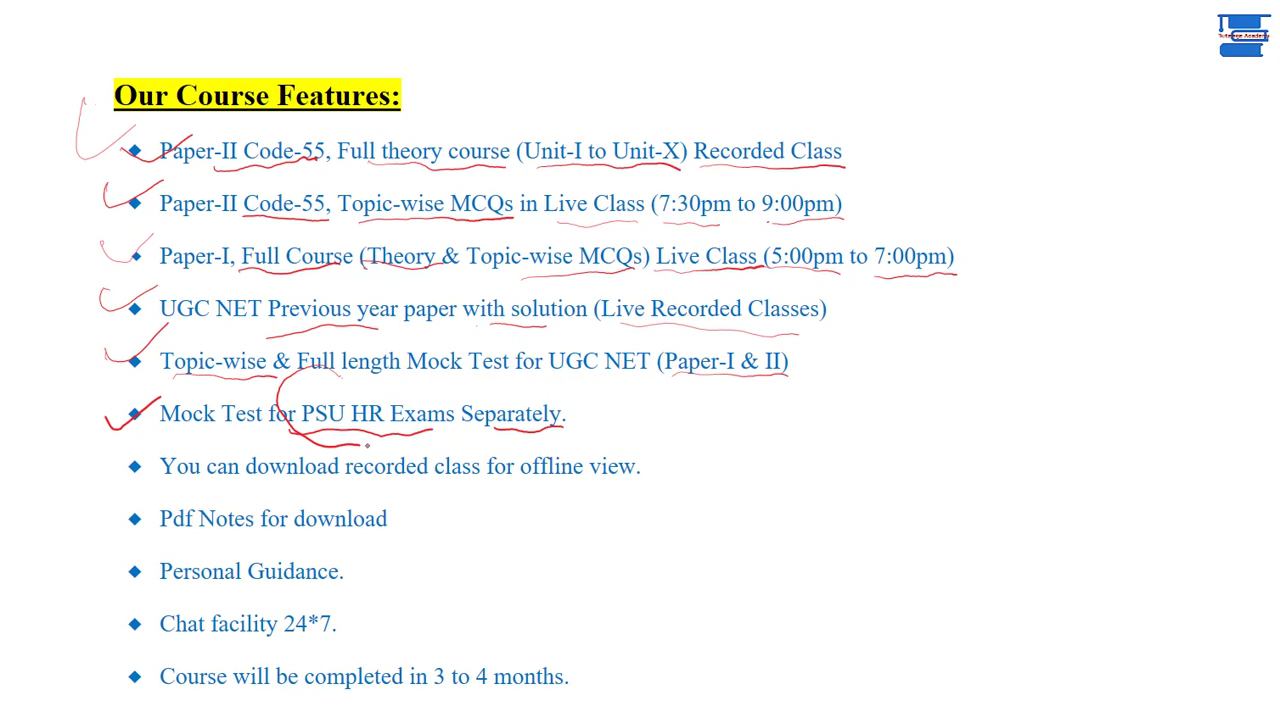 Tutelage Academy
Our Course Features:
Paper-II Code-55, Full theory course (Unit-I to Unit-X) Recorded Class
Paper-II Code-55, Topic-wise MCQs in Live Class (7:30pm to 9:00pm)
Paper-I, Full Course (Theory & Topic-wise MCQs) Live Class (5:00pm to 7:00pm)
UGC NET Previous year paper with solution (Live Recorded Classes)
Topic-wise & Full length Mock Test for UGC NET (Paper-I & II)
Mock Test for PSU HR Exams Separately.
You can download recorded class for offline view.
Pdf Notes for download
Personal Guidance.
Chat facility 24*7.
Course will be completed in 3 to 4 months.